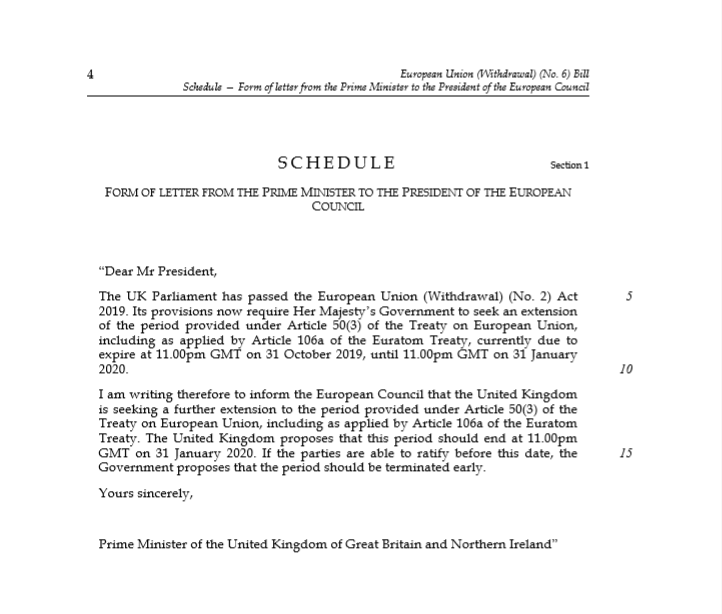 4
European Union (Withdrawal) (No. 6) Bill
Schedule — Form of letter from the Prime Minister to the President of the European Council
SCHEDULE
Section 1
FORM OF LETTER FROM THE PRIME MINISTER TO THE PRESIDENT OF THE EUROPEAN
COUNCIL
“Dear Mr President,
The UK Parliament has passed the European Union (Withdrawal) (No. 2) Act 5
2019. Its provisions now require Her Majesty’s Government to seek an extension
of the period provided under Article 50(3) of the Treaty on European Union,
including as applied by Article 106a of the Euratom Treaty, currently due to
expire at 11.00pm GMT on 31 October 2019, until 11.00pm GMT on 31 January
2020. 10
I am writing therefore to inform the European Council that the United Kingdom
is seeking a further extension to the period provided under Article 50(3) of the
Treaty on European Union, including as applied by Article 106a of the Euratom
Treaty. The United Kingdom proposes that this period should end at 11.00pm
GMT on 31 January 2020. If the parties are able to ratify before this date, the 15
Government proposes that the period should be terminated early.
Yours sincerely,
Prime Minister of the United Kingdom of Great Britain and Northern Ireland”